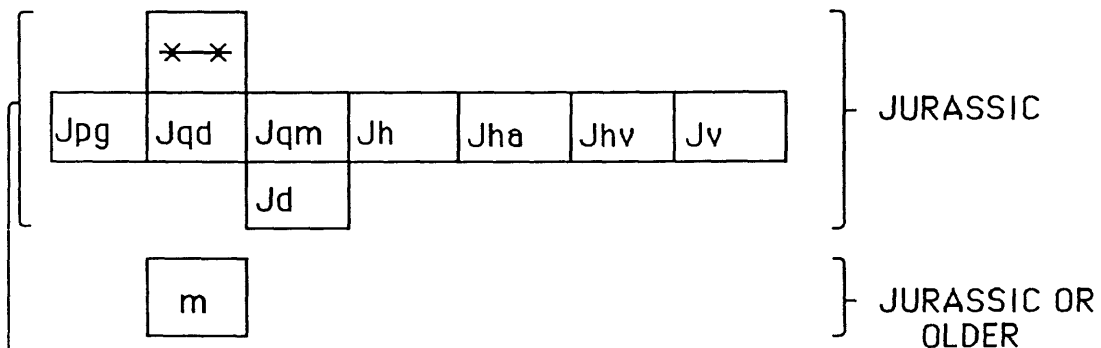 Jpg Jqd Jqm Jh Jha Jhv Jv
JURASSIC
Jd
m
JURASSIC OR
OLDER